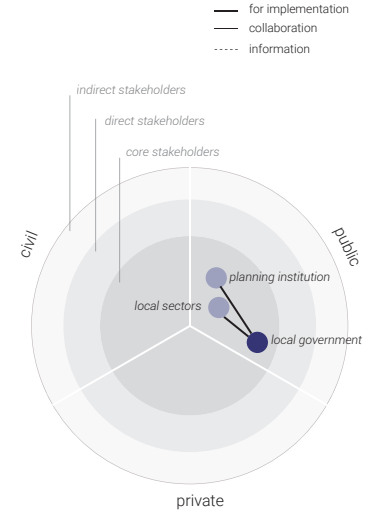 for implementation
collaboration
information
indirect stakeholders
direct stakeholders
core stakeholders
civil
public
planning institution
local sectors
local government
private